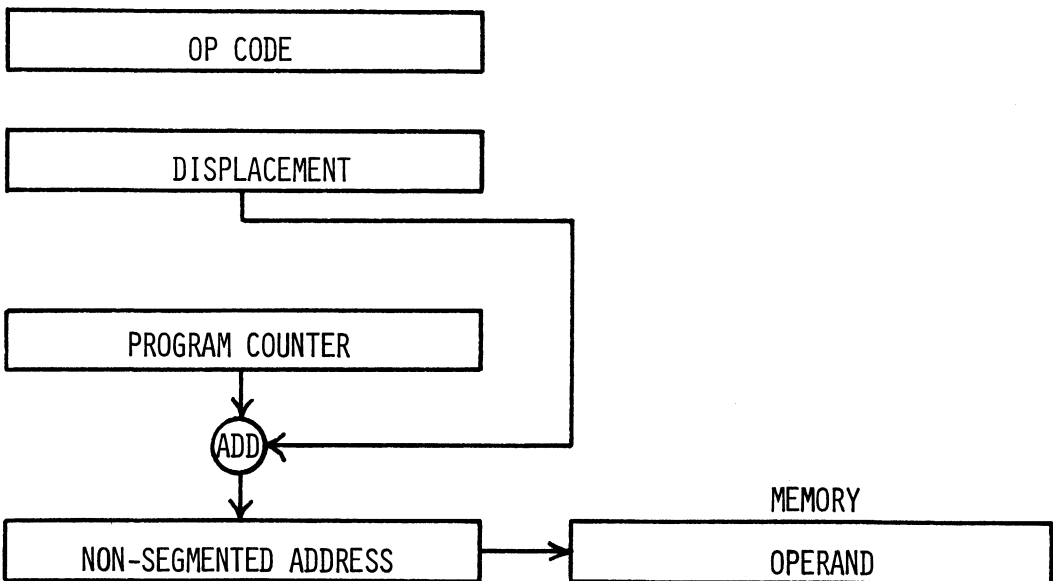 OP CODE
DISPLACEMENT
PROGRAM COUNTER
ADD
MEMORY
NON-SEGMENTED ADDRESS
OPERAND